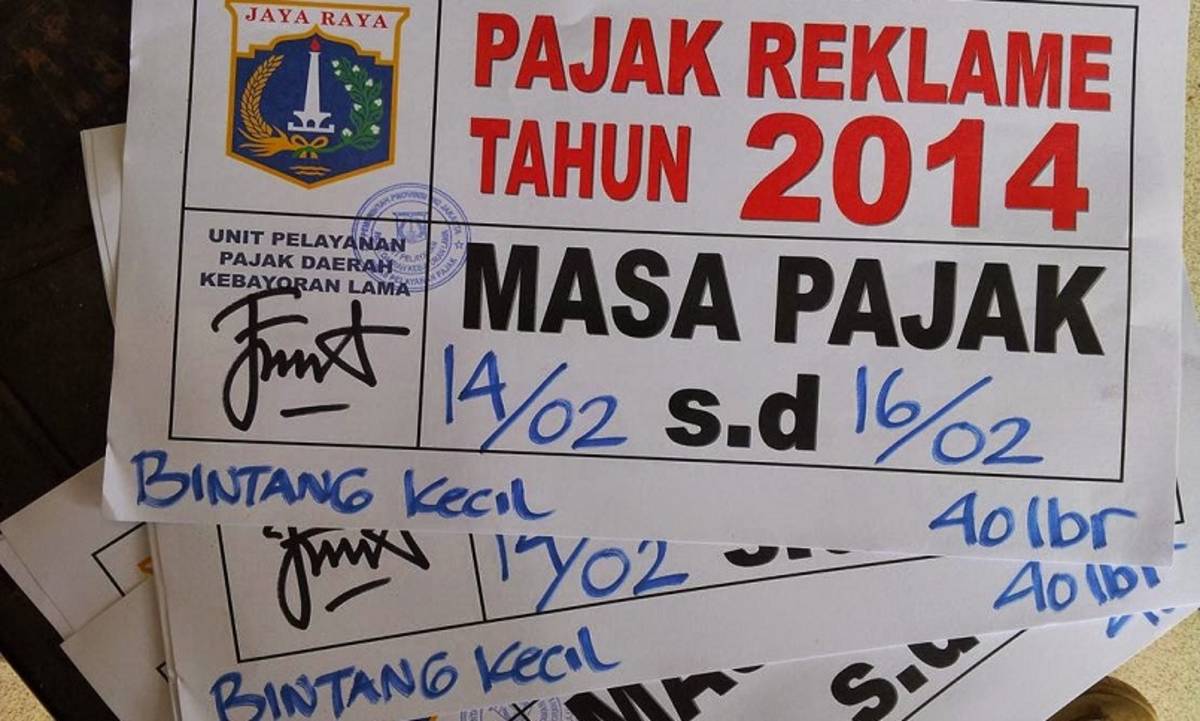 JAYA RAYA
PAJAK REKLAME
TAHUN 2014
UNIT PELAYANAN
PAJAK DAERAH
KEBAYORAN LAMA
MASA PAJAK
14/02 s.d 16/02
BINTANG Kecil
40 lbr
14/02
40 lbr
BINTANG Kecil
s.d